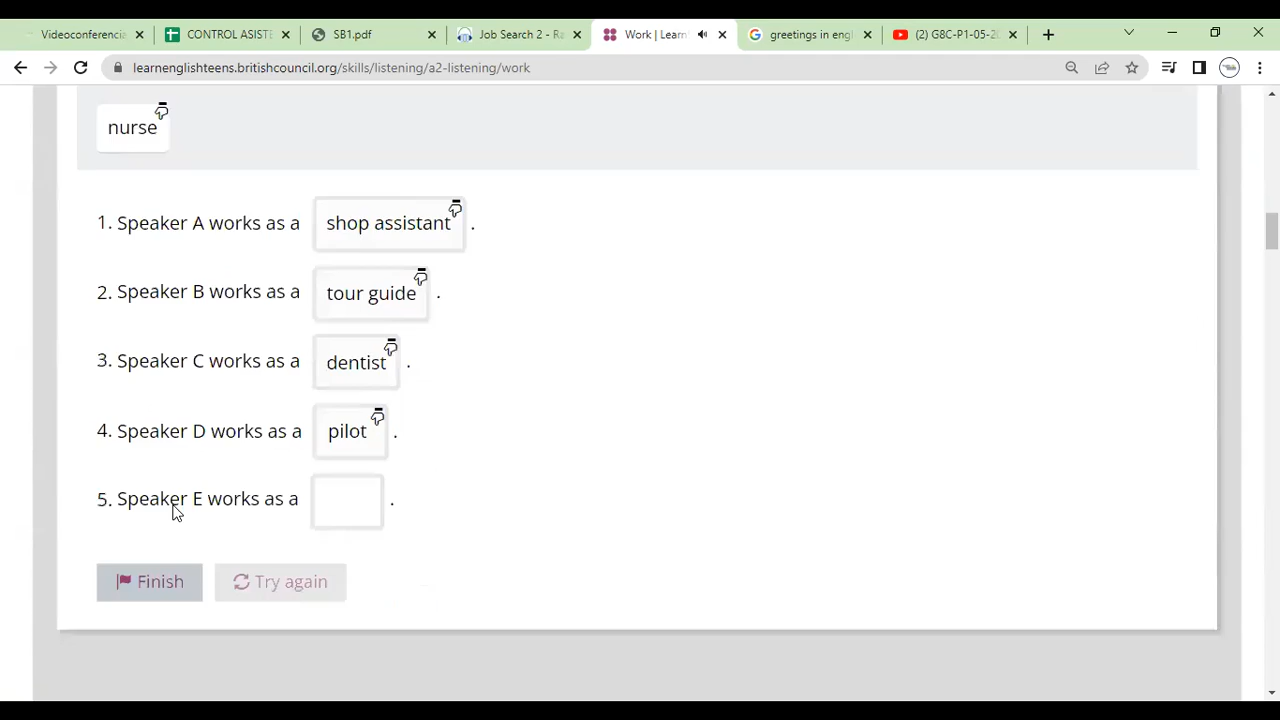 Videoconferencia
CONTROL ASISTE
SB1.pdf
Job Search 2 - Ra
Work | Learn
greetings in engl
(2) G8C-P1-05-20
learnenglishteens.britishcouncil.org/skills/listening/a2-listening/work
nurse
1. Speaker A works as a shop assistant .
2. Speaker B works as a tour guide .
3. Speaker C works as a dentist .
4. Speaker D works as a pilot .
5. Speaker E works as a .
Finish
Try again